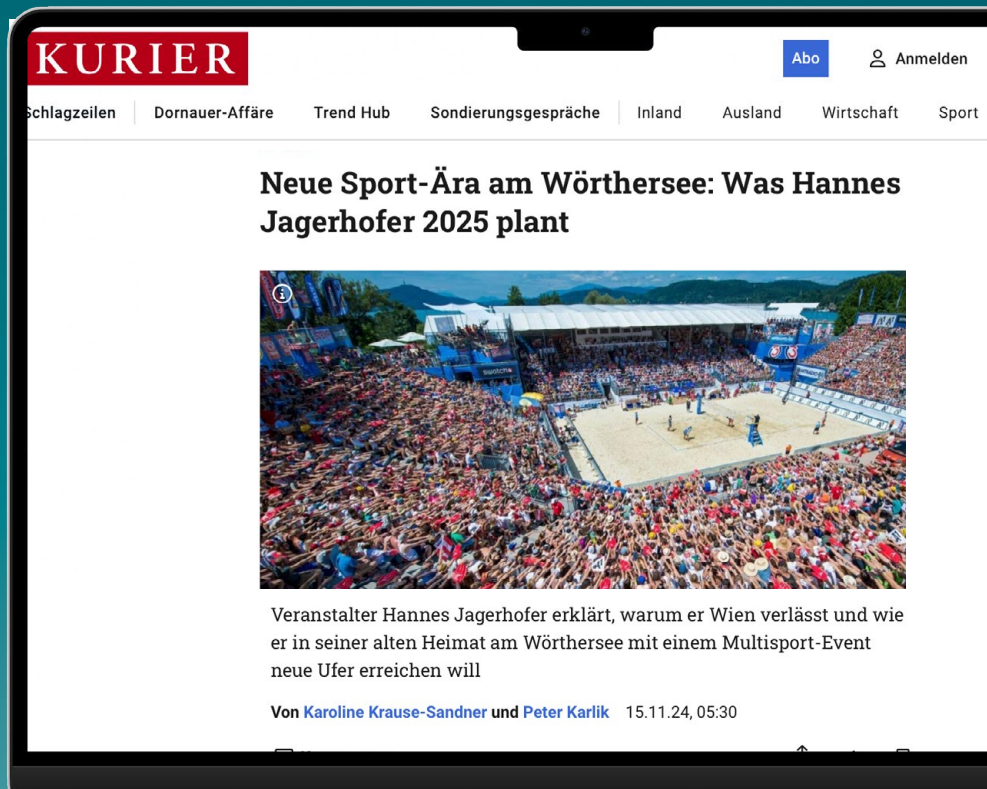 KURIER
Abo
Anmelden
Schlagzeilen
Dornauer-Affäre
Trend Hub
Sondierungsgespräche
Inland
Ausland
Wirtschaft
Sport
Neue Sport-Ära am Wörthersee: Was Hannes
Jagerhofer 2025 plant
swatch
Veranstalter Hannes Jagerhofer erklärt, warum er Wien verlässt und wie
er in seiner alten Heimat am Wörthersee mit einem Multisport-Event
neue Ufer erreichen will
Von Karoline Krause-Sandner und Peter Karlik 15.11.24, 05:30